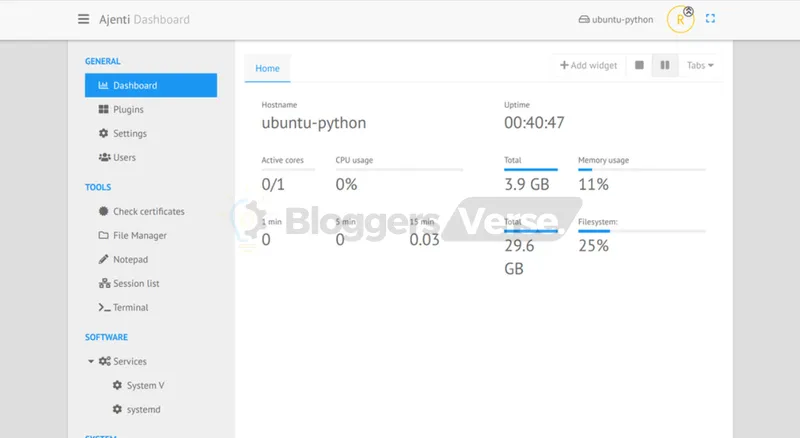 Ajenti Dashboard
ubuntu-python
R
GENERAL
Dashboard
Plugins
Settings
Users
TOOLS
Check certificates
File Manager
Notepad
Session list
Terminal
SOFTWARE
Services
System V
systemd
SYSTEM
Home
Add widget
Tabs
Hostname
ubuntu-python
Uptime
00:40:47
Active cores
0/1
CPU usage
0%
Total
3.9 GB
Memory usage
11%
1 min
0
5 min
0
15 min
0.03
Total
29.6
GB
Filesystem:
25%
Bloggers Verse.